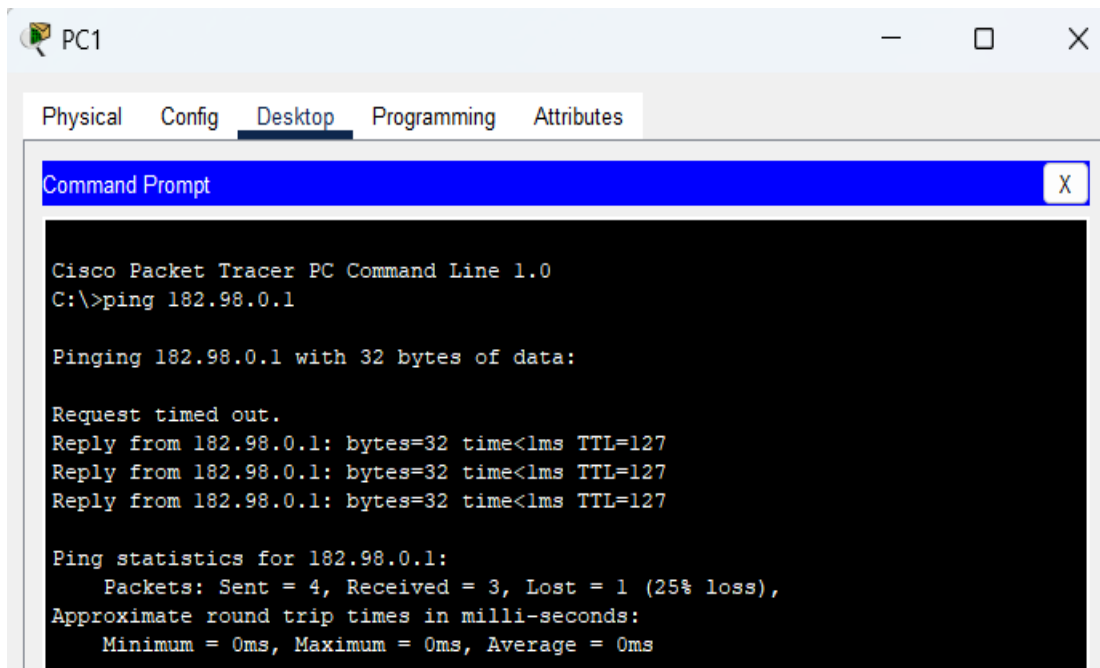 PC1
Physical Config Desktop Programming Attributes
Command Prompt X
Cisco Packet Tracer PC Command Line 1.0
C:\>ping 182.98.0.1
Pinging 182.98.0.1 with 32 bytes of data:
Request timed out.
Reply from 182.98.0.1: bytes=32 time<1ms TTL=127
Reply from 182.98.0.1: bytes=32 time<1ms TTL=127
Reply from 182.98.0.1: bytes=32 time<1ms TTL=127
Ping statistics for 182.98.0.1:
Packets: Sent = 4, Received = 3, Lost = 1 (25% loss),
Approximate round trip times in milli-seconds:
Minimum = 0ms, Maximum = 0ms, Average = 0ms